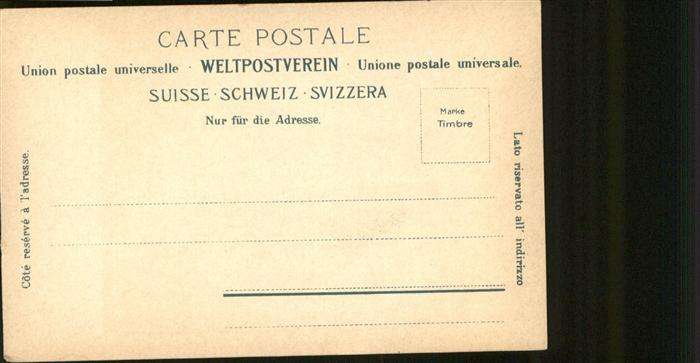 CARTE POSTALE
Union postale universelle · WELTPOSTVEREIN · Unione postale universale.
SUISSE · SCHWEIZ · SVIZZERA
Nur für die Adresse.
Marke
Timbre
Côté resérvé à l'adresse.
Lato riservato all' indirizzo